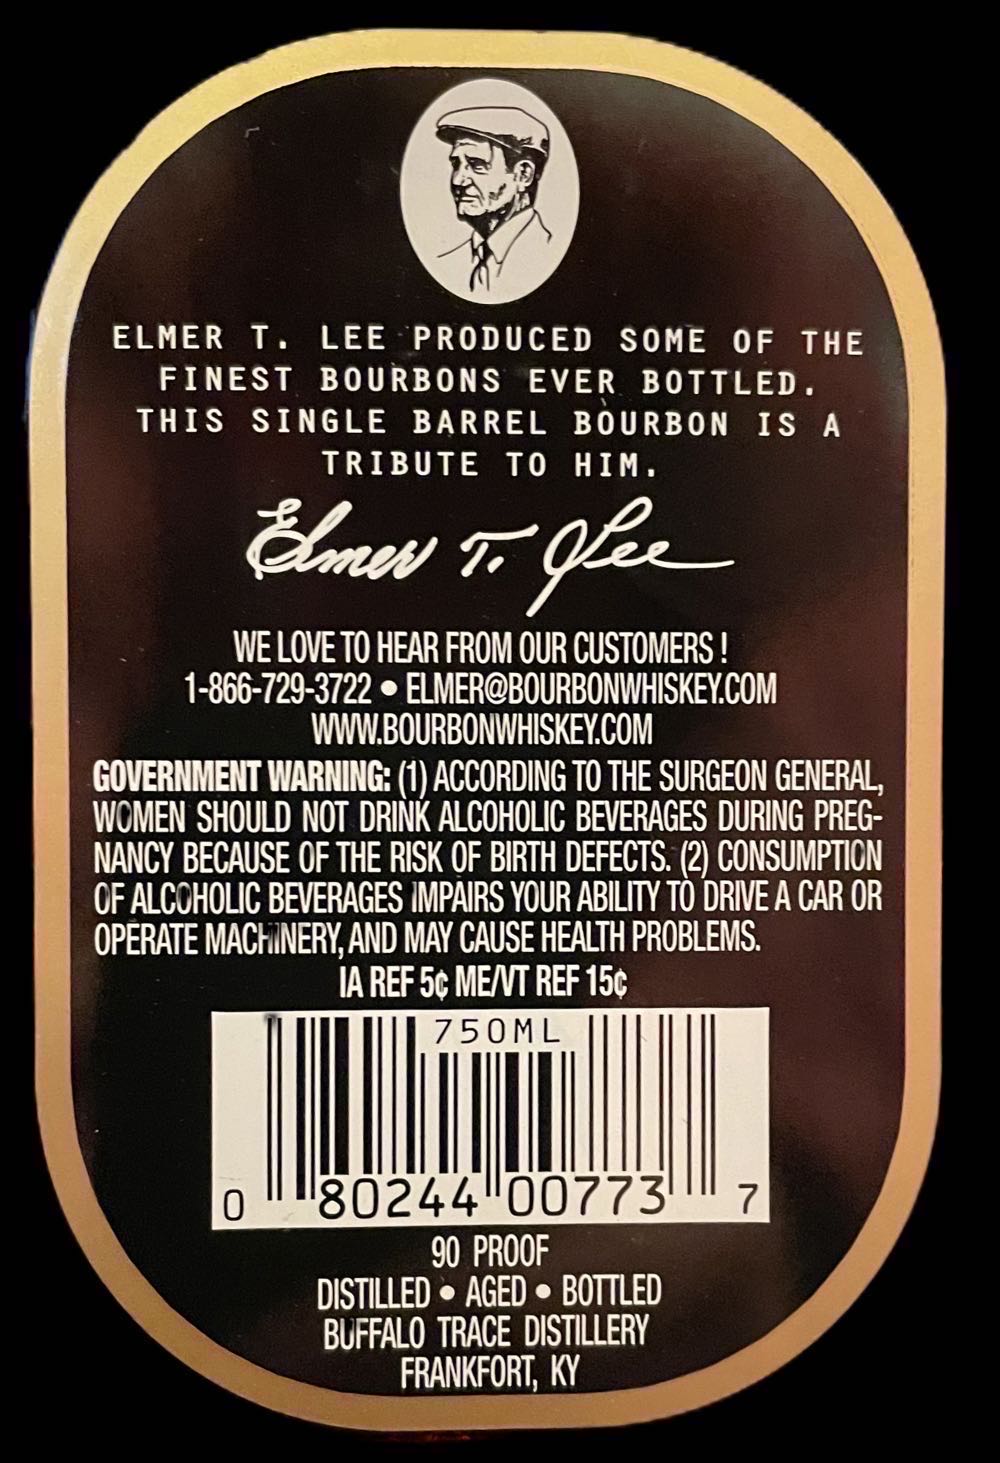 ELMER T. LEE PRODUCED SOME OF THE
FINEST BOURBONS EVER BOTTLED.
THIS SINGLE BARREL BOURBON IS A
TRIBUTE TO HIM.
Elmer T. Lee
WE LOVE TO HEAR FROM OUR CUSTOMERS !
1-866-729-3722 • ELMER@BOURBONWHISKEY.COM
WWW.BOURBONWHISKEY.COM
GOVERNMENT WARNING: (1) ACCORDING TO THE SURGEON GENERAL,
WOMEN SHOULD NOT DRINK ALCOHOLIC BEVERAGES DURING PREG-
NANCY BECAUSE OF THE RISK OF BIRTH DEFECTS. (2) CONSUMPTION
OF ALCOHOLIC BEVERAGES IMPAIRS YOUR ABILITY TO DRIVE A CAR OR
OPERATE MACHINERY, AND MAY CAUSE HEALTH PROBLEMS.
IA REF 5¢ ME/VT REF 15¢
750ML
0 80244 00773 7
90 PROOF
DISTILLED • AGED • BOTTLED
BUFFALO TRACE DISTILLERY
FRANKFORT, KY